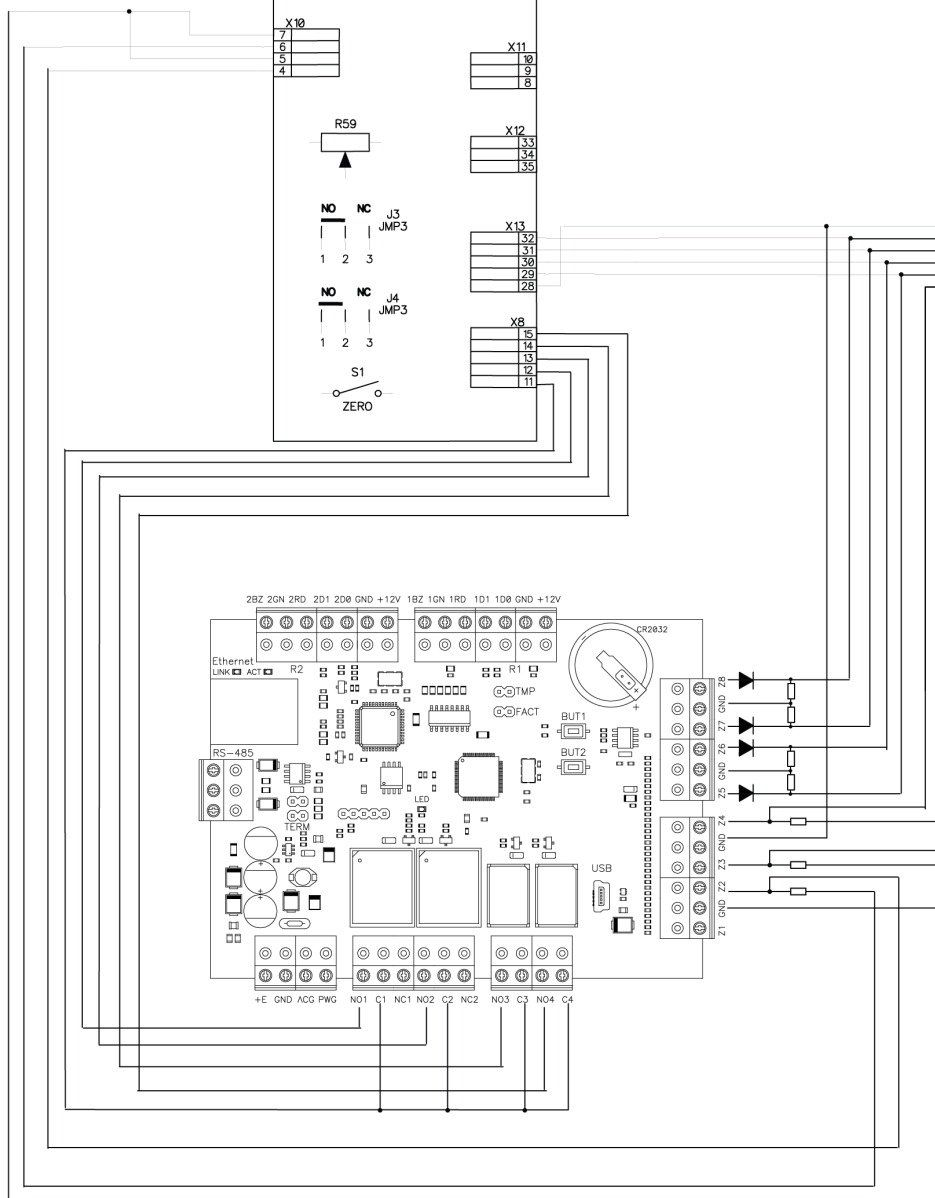 X10
7
6
5
4
X11
10
9
8
R59
X12
33
34
35
NO NC
J3
JMP3
1 2 3
X13
32
31
30
29
28
NO NC
J4
JMP3
1 2 3
X8
15
14
13
12
11
S1
ZERO
2BZ 2GN 2RD 2D1 2D0 GND +12V 1BZ 1GN 1RD 1D1 1D0 GND +12V
CR2032
Ethernet
LINK ACT
R2
R1
TMP
FACT
BUT1
BUT2
RS-485
LED
TERM
USB
Z8
GND
Z7
Z6
GND
Z5
Z4
GND
Z3
Z2
GND
Z1
+E GND ACG PWG NO1 C1 NC1 NO2 C2 NC2 NO3 C3 NO4 C4